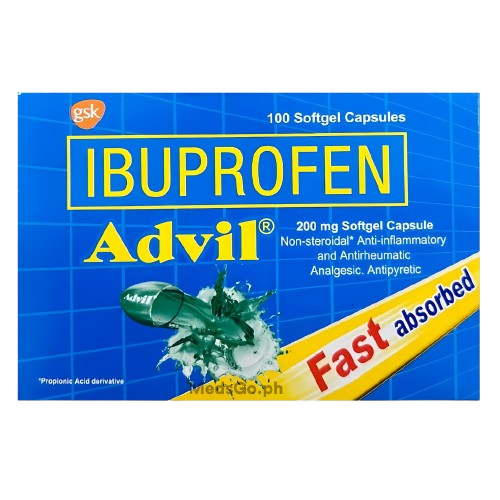 gsk
100 Softgel Capsules
IBUPROFEN
Advil®
200 mg Softgel Capsule
Non-steroidal* Anti-inflammatory
and Antirheumatic
Analgesic. Antipyretic
Advil
Fast absorbed
*Propionic Acid derivative
MedsGo.ph